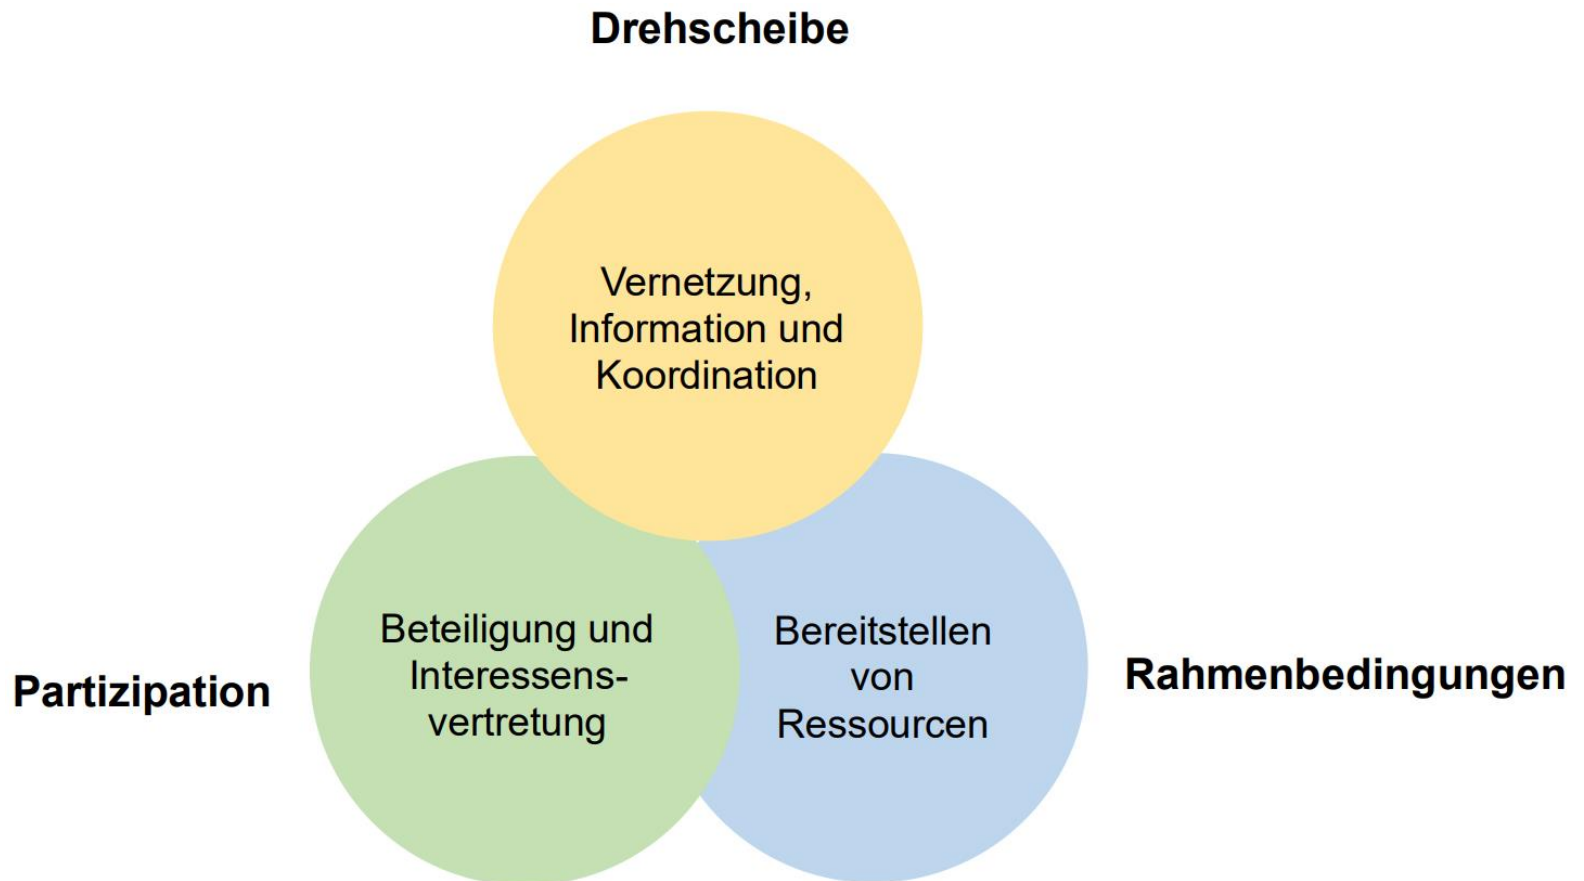 Drehscheibe
Vernetzung,
Information und
Koordination
Beteiligung und
Interessens-
vertretung
Partizipation
Bereitstellen
von
Ressourcen
Rahmenbedingungen